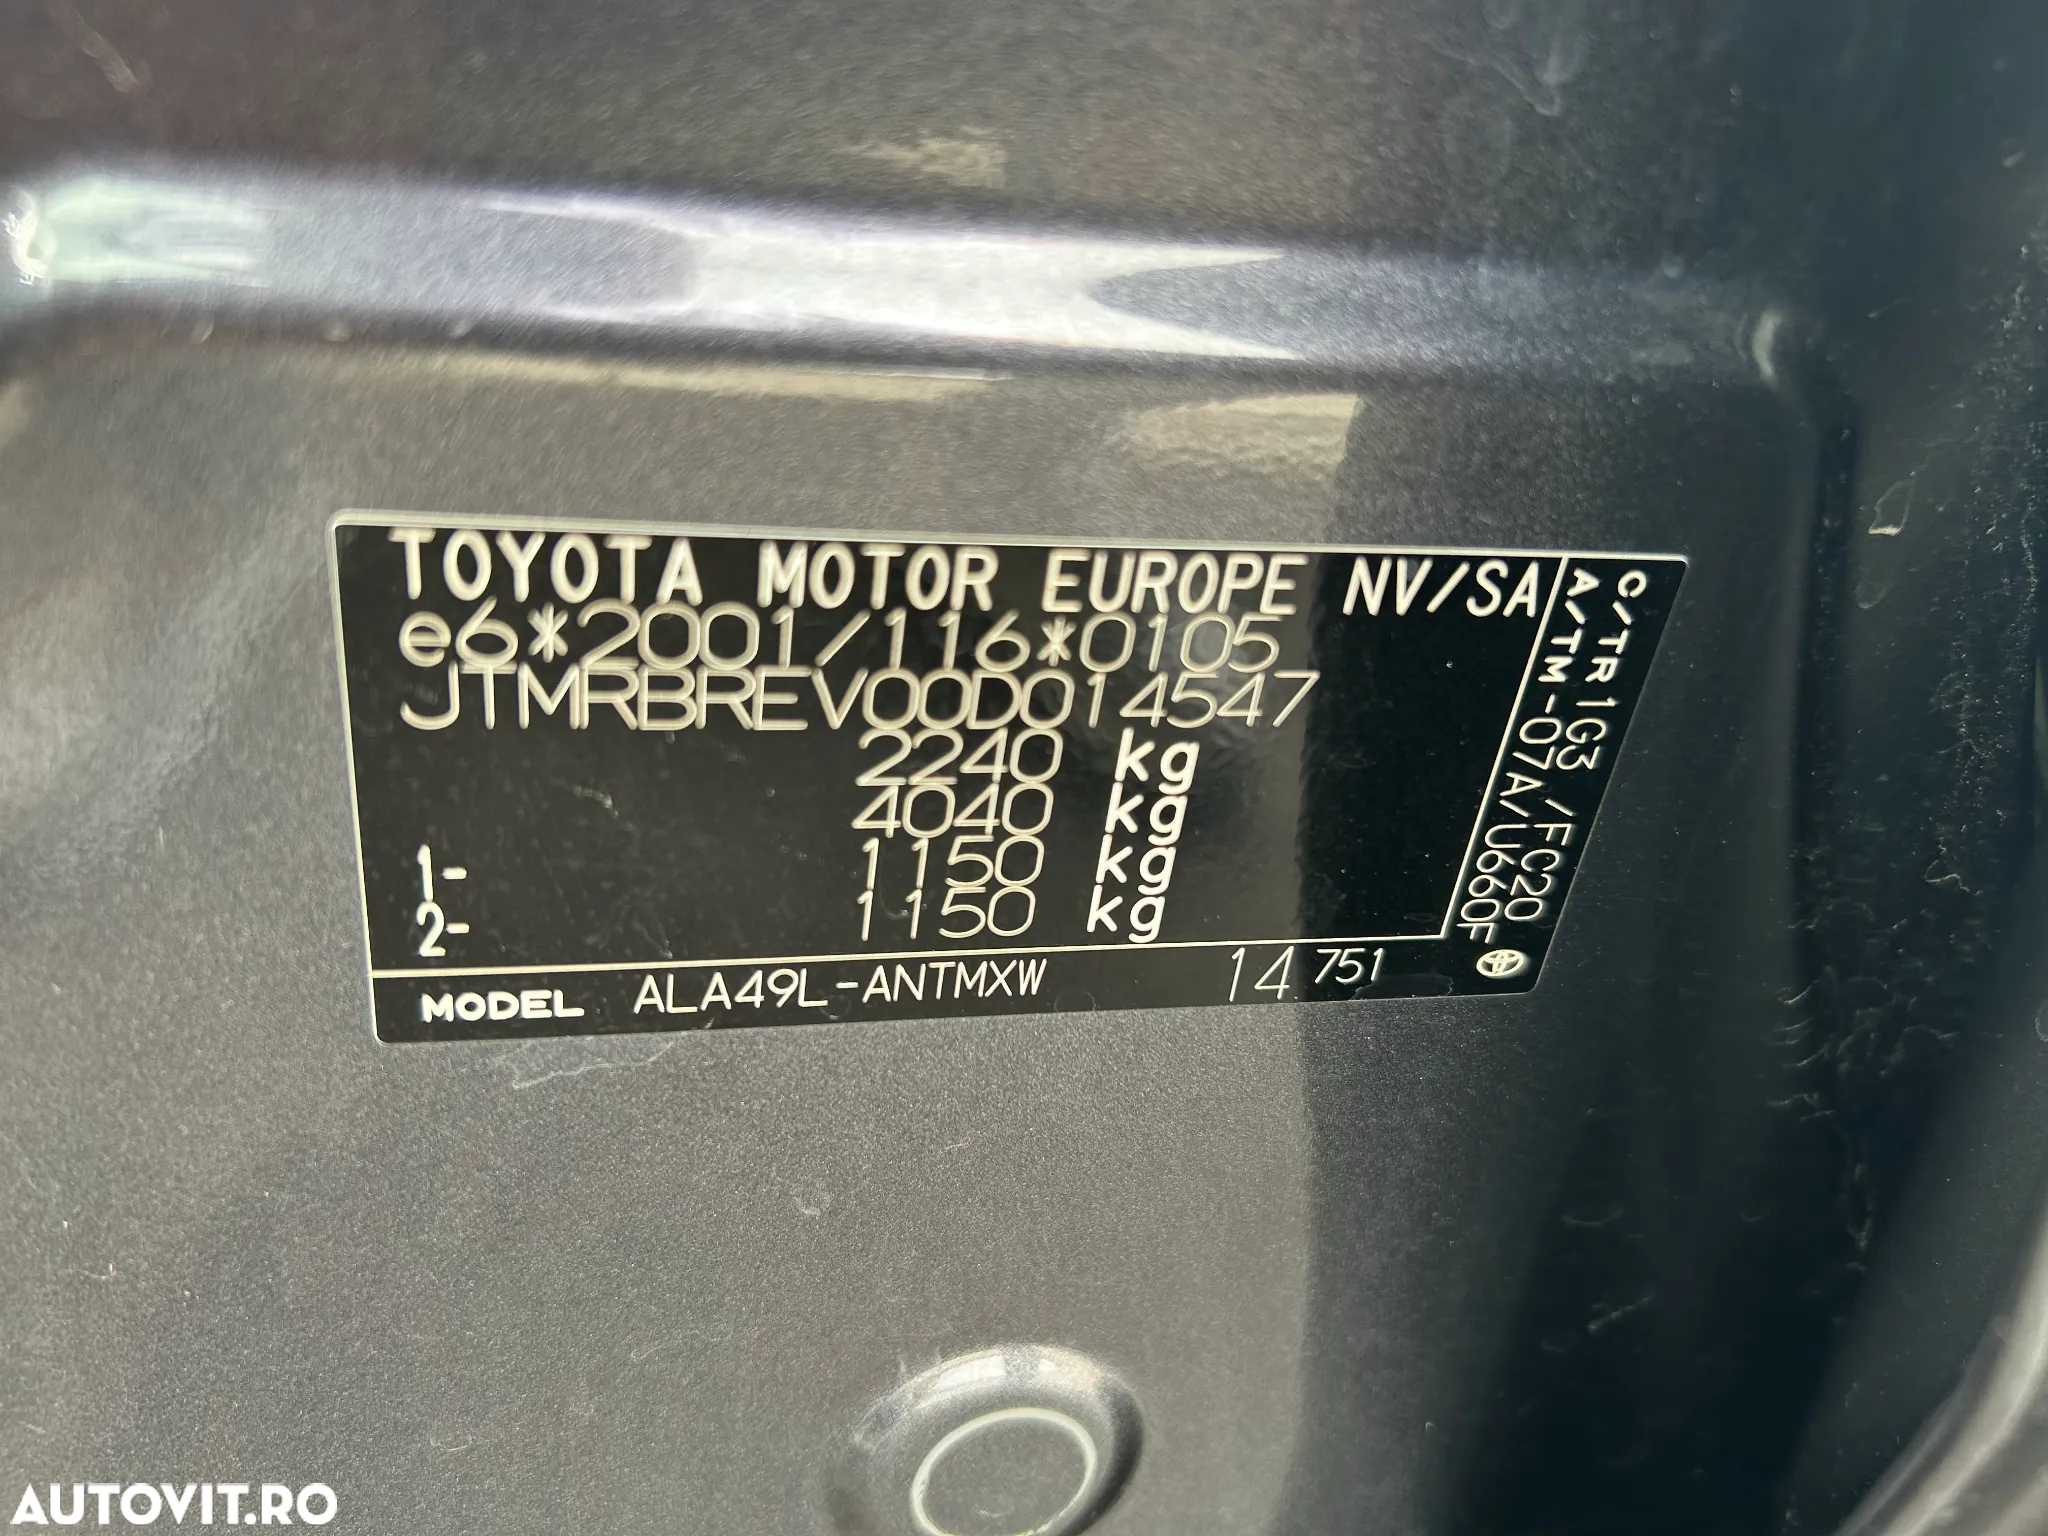 TOYOTA MOTOR EUROPE NV/SA
e6*2001/116*0105
JTMRBREV00D014547
2240 kg
4040 kg
1- 1150 kg
2- 1150 kg
MODEL ALA49L-ANTMXW 14 751
C/TR 1G3 /FC20
A/TM-07A/U660F
AUTOVIT.RO